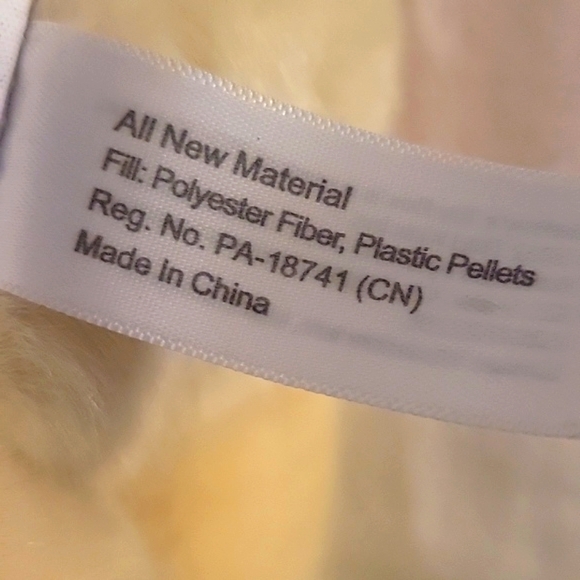 All New Material
Fill: Polyester Fiber, Plastic Pellets
Reg. No. PA-18741 (CN)
Made in China